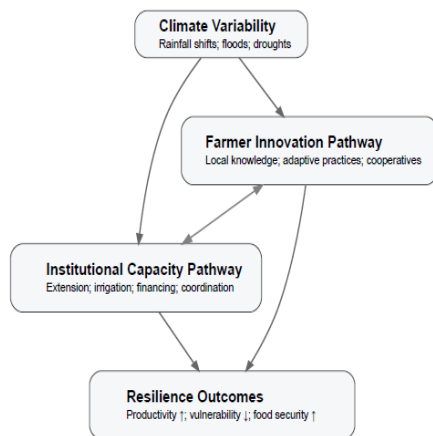 Climate Variability
Rainfall shifts; floods; droughts
Farmer Innovation Pathway
Local knowledge; adaptive practices; cooperatives
Institutional Capacity Pathway
Extension; irrigation; financing; coordination
Resilience Outcomes
Productivity ↑; vulnerability ↓; food security ↑